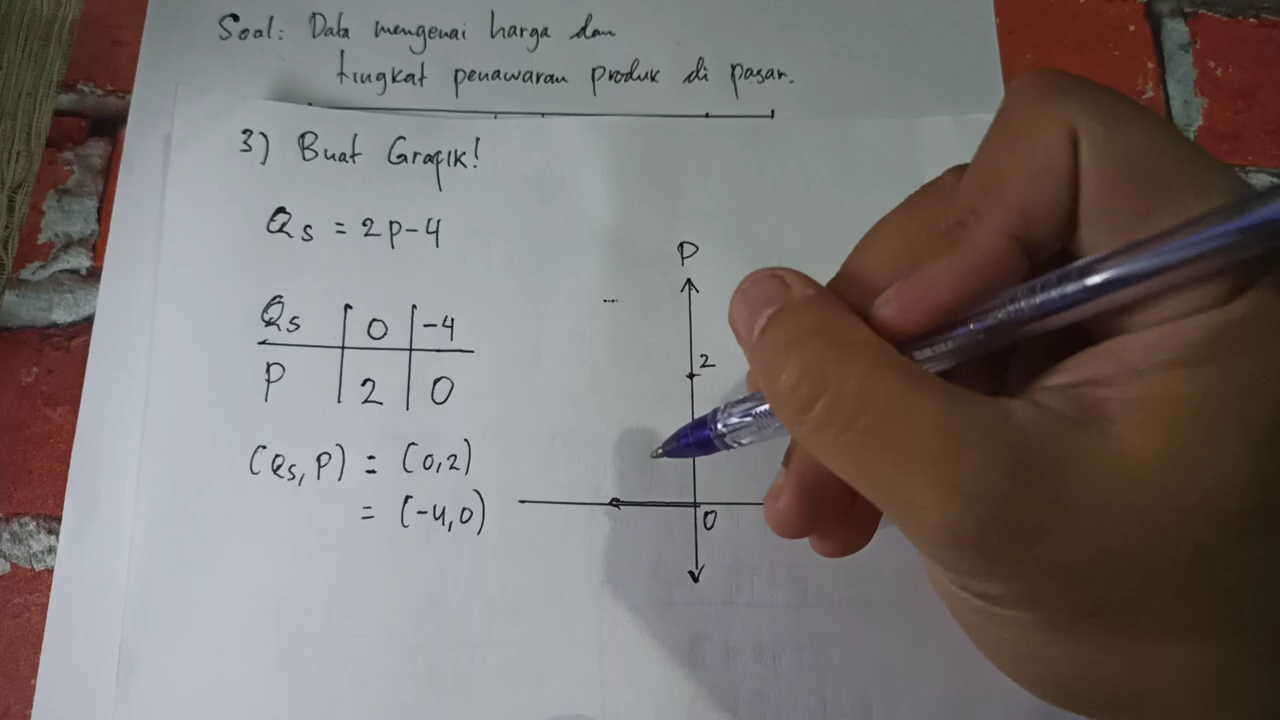 Soal: Data mengenai harga dan
tingkat penawaran produk di pasar.
3) Buat Grafik!
Qs = 2P-4
Qs 0 -4
P 2 0
(Qs, P) = (0,2)
= (-4,0)
P
2
0